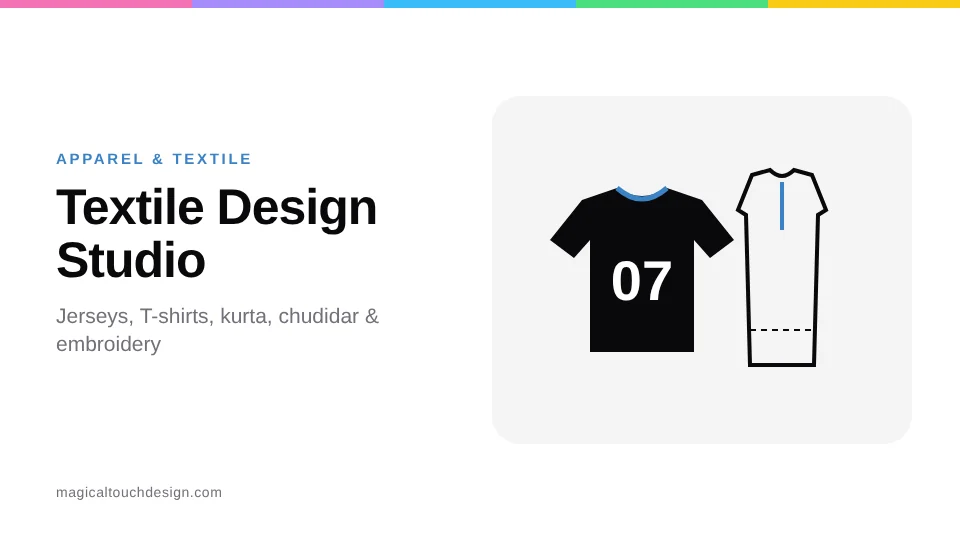 APPAREL & TEXTILE
Textile Design
Studio
Jerseys, T-shirts, kurta, chudidar &
embroidery
07
magicaltouchdesign.com